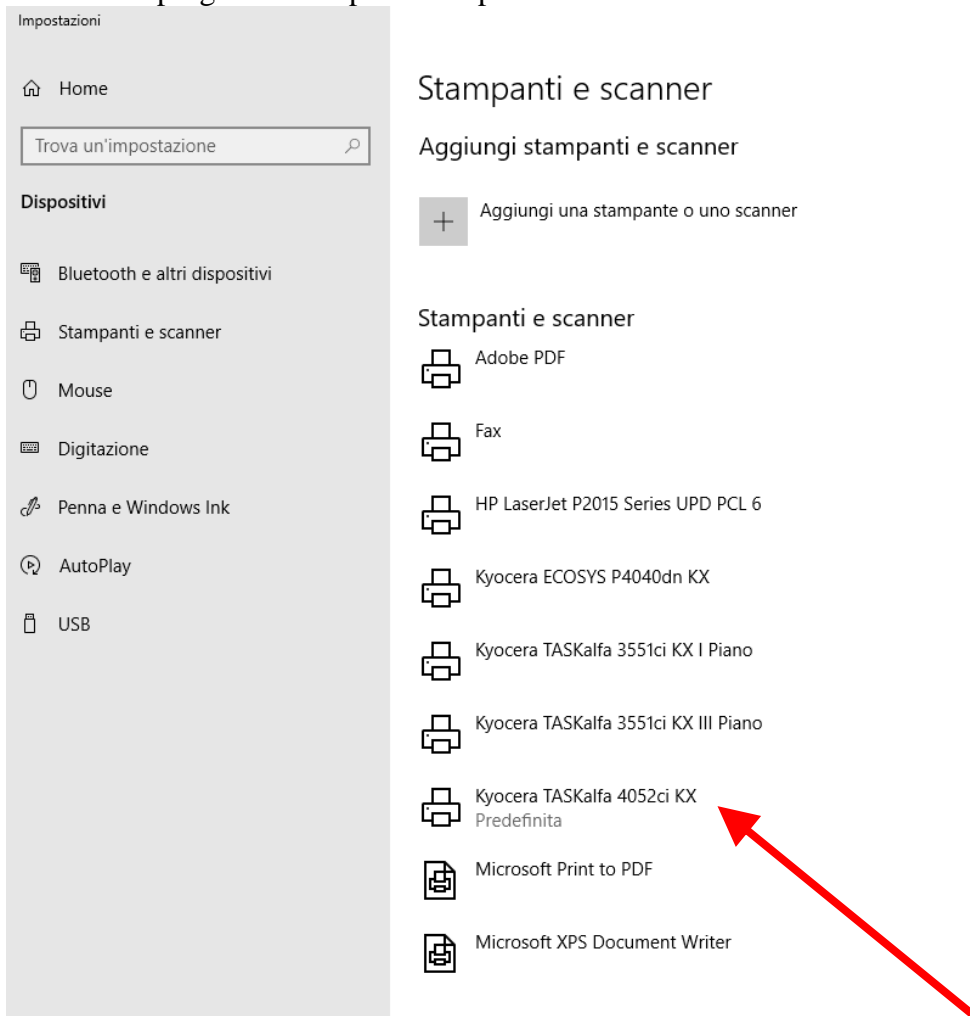 Impostazioni
Home
Trova un'impostazione
Dispositivi
Bluetooth e altri dispositivi
Stampanti e scanner
Mouse
Digitazione
Penna e Windows Ink
AutoPlay
USB
Stampanti e scanner
Aggiungi stampanti e scanner
Aggiungi una stampante o uno scanner
Stampanti e scanner
Adobe PDF
Fax
HP LaserJet P2015 Series UPD PCL 6
Kyocera ECOSYS P4040dn KX
Kyocera TASKalfa 3551ci KX I Piano
Kyocera TASKalfa 3551ci KX III Piano
Kyocera TASKalfa 4052ci KX
Predefinita
Microsoft Print to PDF
Microsoft XPS Document Writer